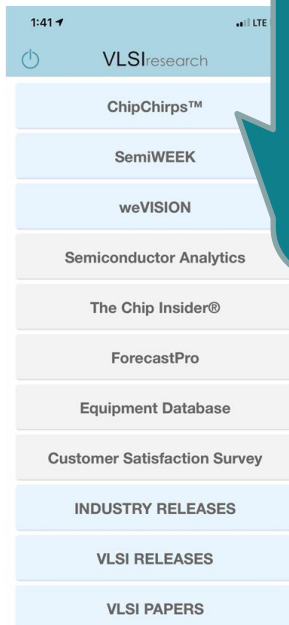 1:41
LTE
VLSIresearch
ChipChirps™
SemiWEEK
weVISION
Semiconductor Analytics
The Chip Insider®
ForecastPro
Equipment Database
Customer Satisfaction Survey
INDUSTRY RELEASES
VLSI RELEASES
VLSI PAPERS